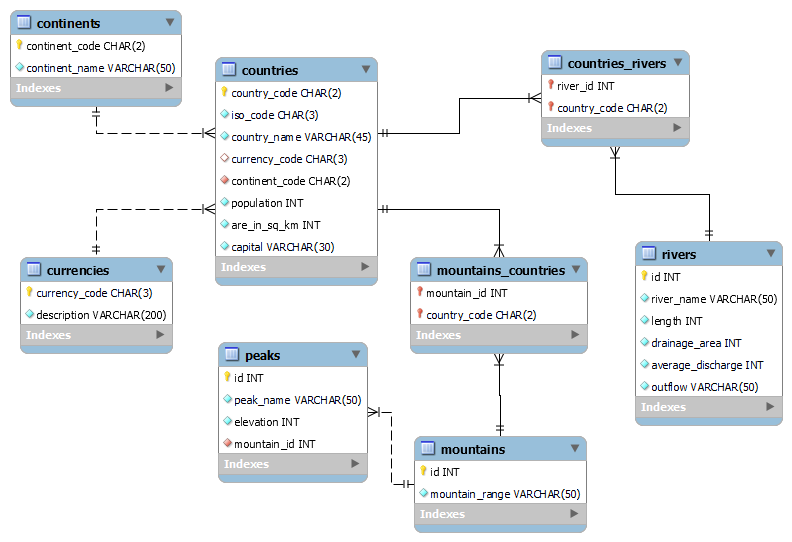 continents
continent_code CHAR(2)
continent_name VARCHAR(50)
Indexes
countries
country_code CHAR(2)
iso_code CHAR(3)
country_name VARCHAR(45)
currency_code CHAR(3)
continent_code CHAR(2)
population INT
are_in_sq_km INT
capital VARCHAR(30)
Indexes
countries_rivers
river_id INT
country_code CHAR(2)
Indexes
currencies
currency_code CHAR(3)
description VARCHAR(200)
Indexes
mountains_countries
mountain_id INT
country_code CHAR(2)
Indexes
rivers
id INT
river_name VARCHAR(50)
length INT
drainage_area INT
average_discharge INT
outflow VARCHAR(50)
Indexes
peaks
id INT
peak_name VARCHAR(50)
elevation INT
mountain_id INT
Indexes
mountains
id INT
mountain_range VARCHAR(50)
Indexes